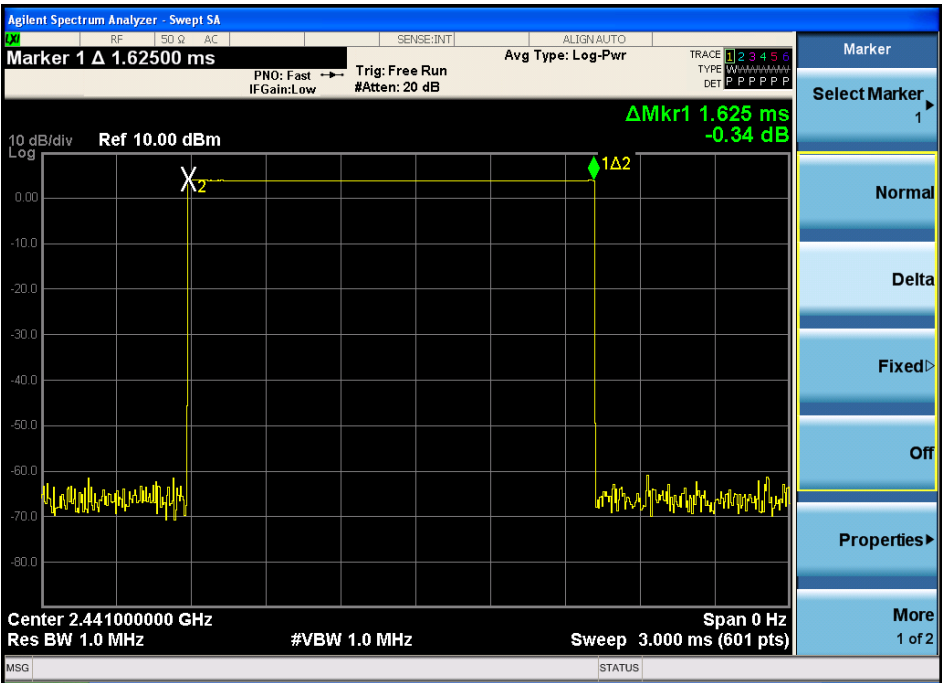 Agilent Spectrum Analyzer - Swept SA
LXI RF 50 Ω AC SENSE:INT ALIGN AUTO
Marker 1 Δ 1.62500 ms
PNO: Fast
IFGain:Low
Trig: Free Run
#Atten: 20 dB
Avg Type: Log-Pwr
TRACE 1 2 3 4 5 6
TYPE WWWWWW
DET P P P P P P
ΔMkr1 1.625 ms
-0.34 dB
10 dB/div Ref 10.00 dBm
Log
1Δ2
X2
0.00
-10.0
-20.0
-30.0
-40.0
-50.0
-60.0
-70.0
-80.0
Center 2.441000000 GHz Span 0 Hz
Res BW 1.0 MHz #VBW 1.0 MHz Sweep 3.000 ms (601 pts)
MSG STATUS
Marker
Select Marker
1
Normal
Delta
Fixed
Off
Properties
More
1 of 2